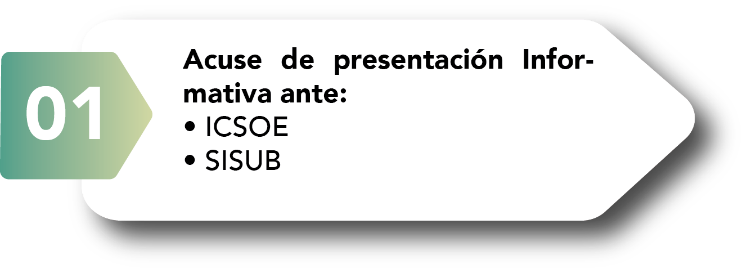 01
Acuse de presentación Infor-
mativa ante:
• ICSOE
• SISUB